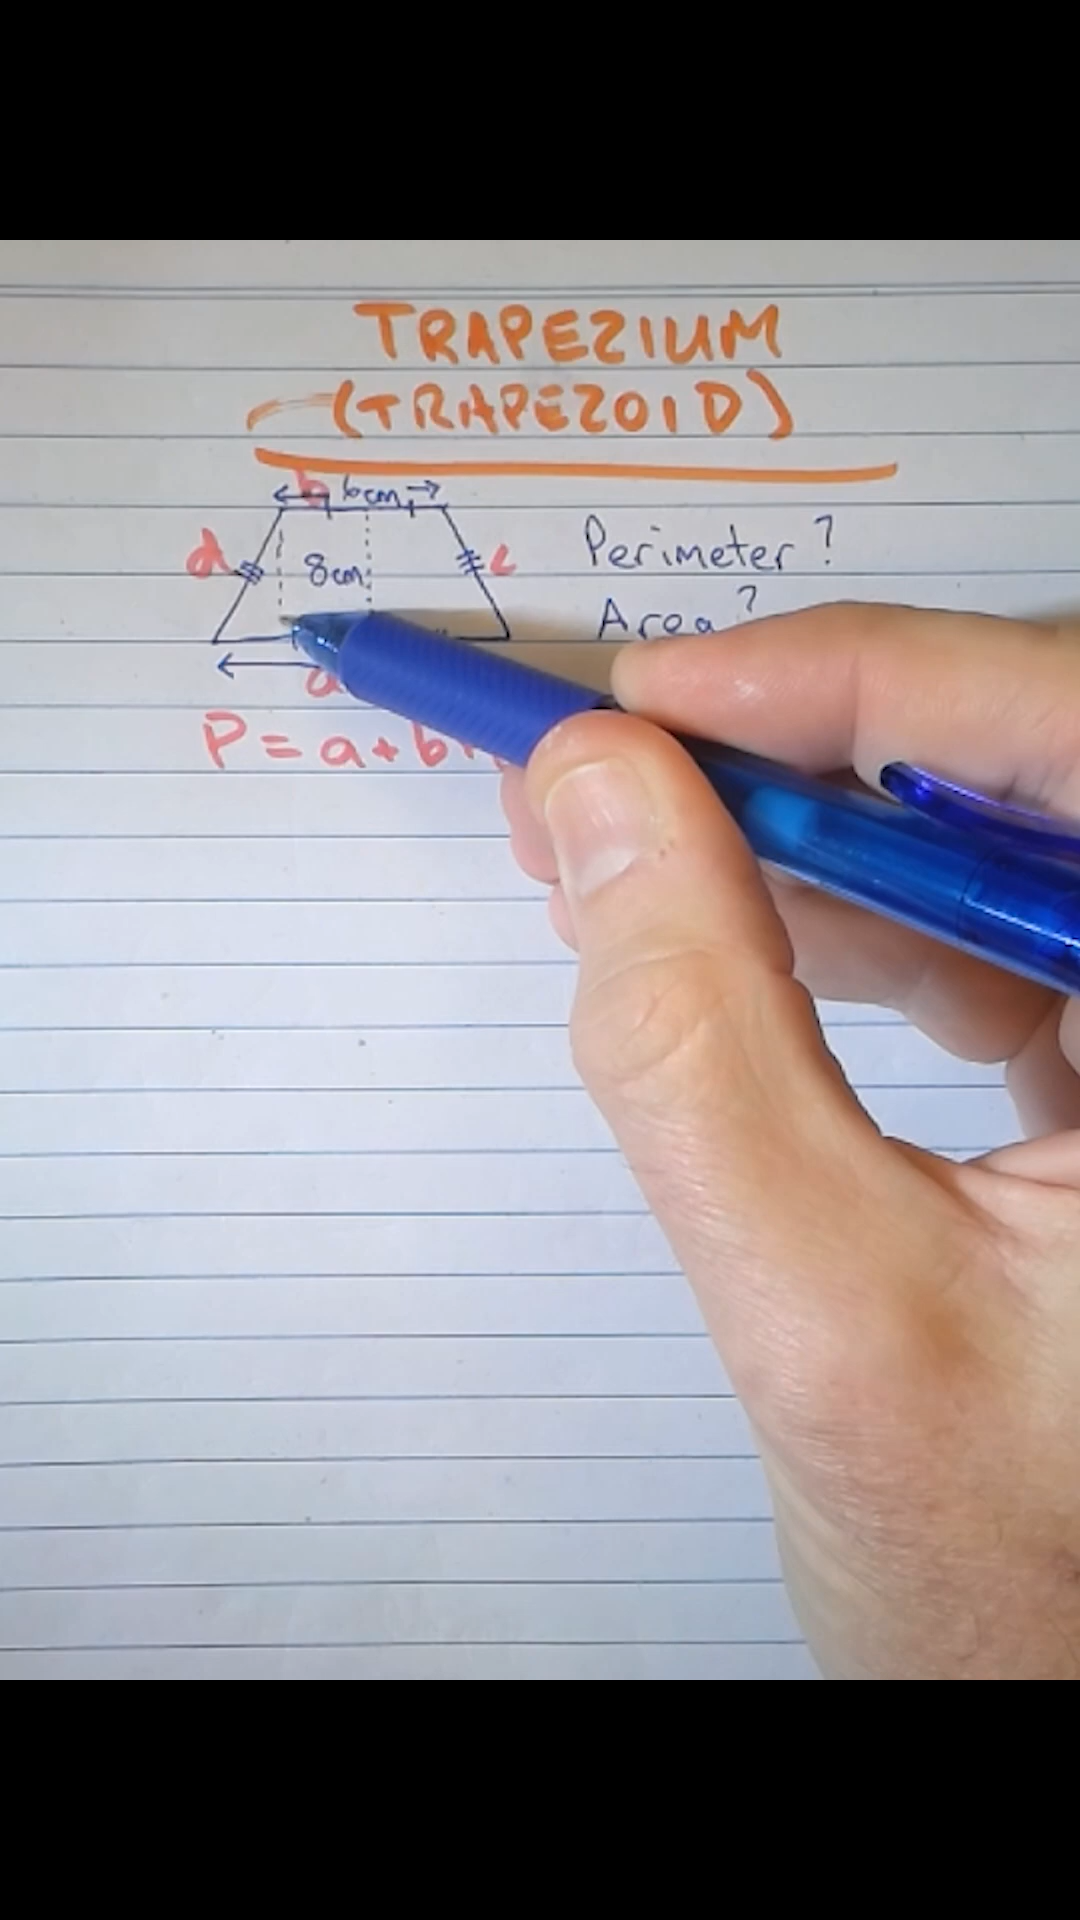 TRAPEZIUM
(TRAPEZOID)
b 6cm
d
c
8cm
Perimeter?
Area?
a
P = a + b +